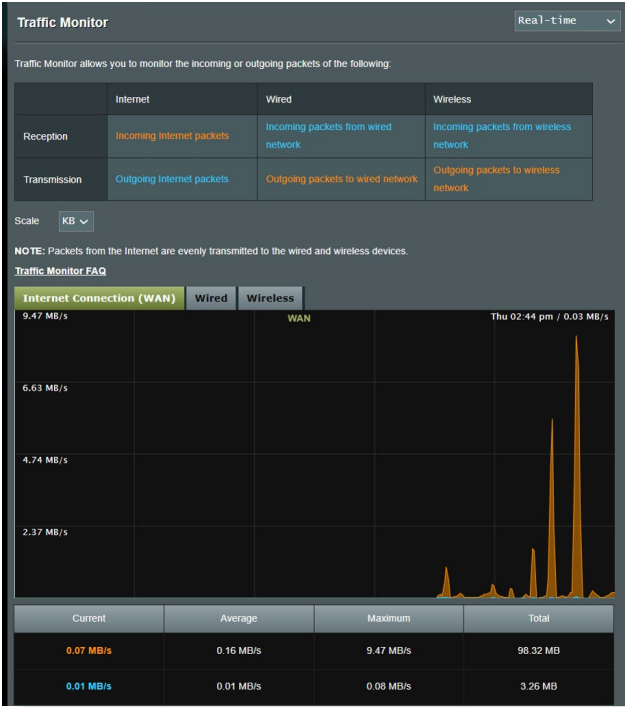 Traffic Monitor
Real-time
Traffic Monitor allows you to monitor the incoming or outgoing packets of the following:
Internet Wired Wireless
Reception Incoming Internet packets Incoming packets from wired network Incoming packets from wireless network
Transmission Outgoing Internet packets Outgoing packets to wired network Outgoing packets to wireless network
Scale KB
NOTE: Packets from the Internet are evenly transmitted to the wired and wireless devices.
Traffic Monitor FAQ
Internet Connection (WAN) Wired Wireless
9.47 MB/s WAN Thu 02:44 pm / 0.03 MB/s
6.63 MB/s
4.74 MB/s
2.37 MB/s
Current Average Maximum Total
0.07 MB/s 0.16 MB/s 9.47 MB/s 98.32 MB
0.01 MB/s 0.01 MB/s 0.08 MB/s 3.26 MB